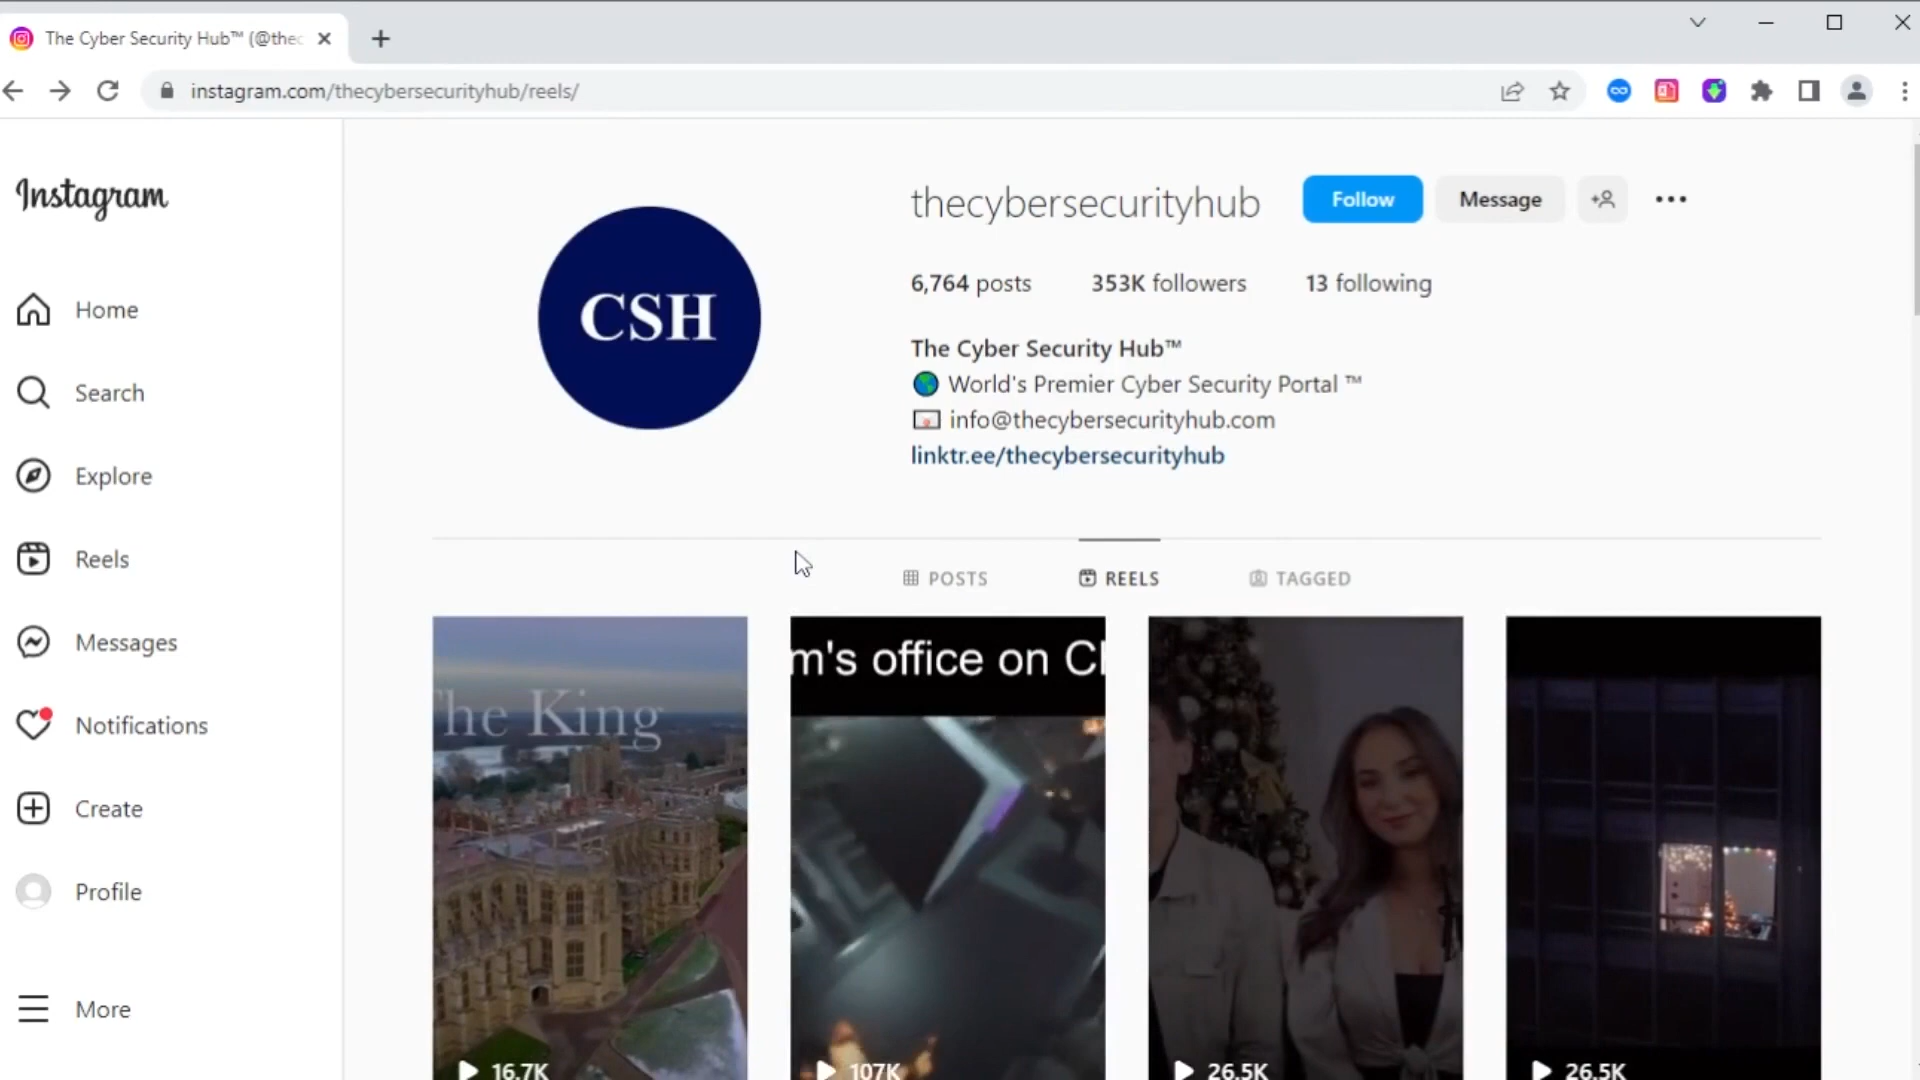 The Cyber Security Hub™ (@thec
instagram.com/thecybersecurityhub/reels/
Instagram
Home
Search
Explore
Reels
Messages
Notifications
Create
Profile
More
CSH
thecybersecurityhub
Follow
Message
6,764 posts
353K followers
13 following
The Cyber Security Hub™
World's Premier Cyber Security Portal ™
info@thecybersecurityhub.com
linktr.ee/thecybersecurityhub
POSTS
REELS
TAGGED
The King
m's office on Ch
16.7K
107K
26.5K
26.5K